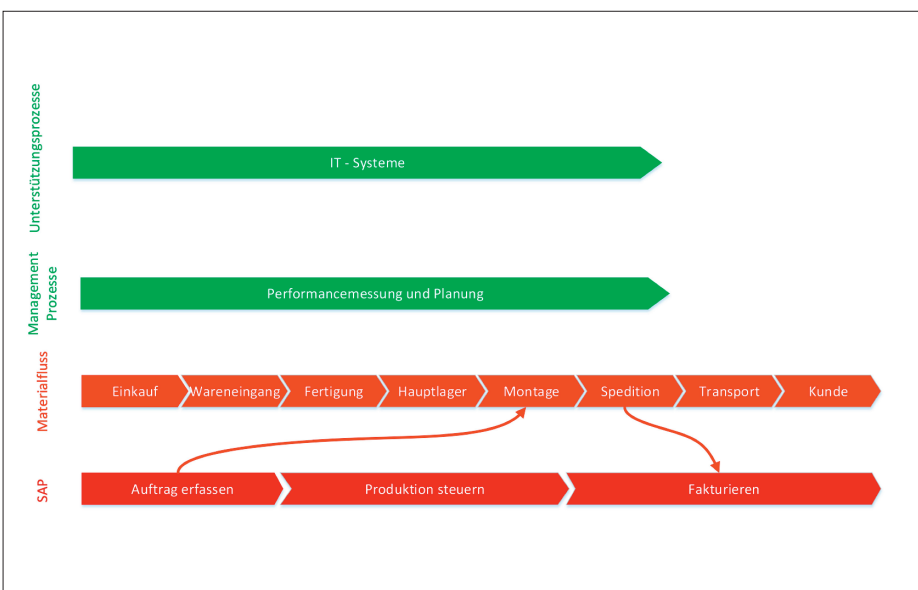 Unterstützungsprozesse
IT - Systeme
Management
Prozesse
Performancemessung und Planung
Materialfluss
Einkauf
Wareneingang
Fertigung
Hauptlager
Montage
Spedition
Transport
Kunde
SAP
Auftrag erfassen
Produktion steuern
Fakturieren